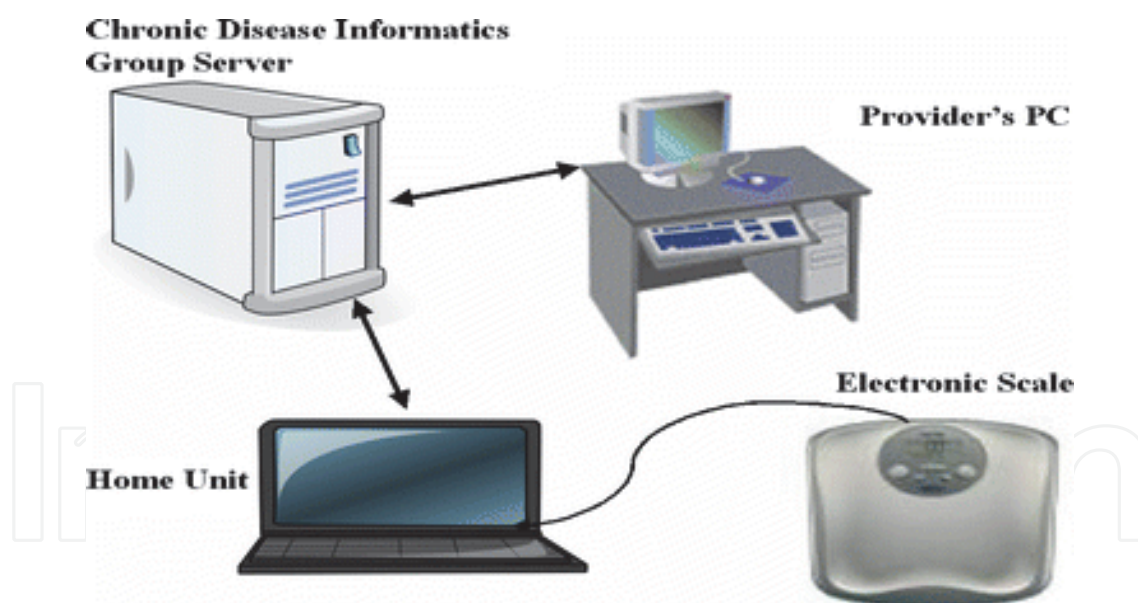 Chronic Disease Informatics
Group Server
Provider's PC
Electronic Scale
Home Unit